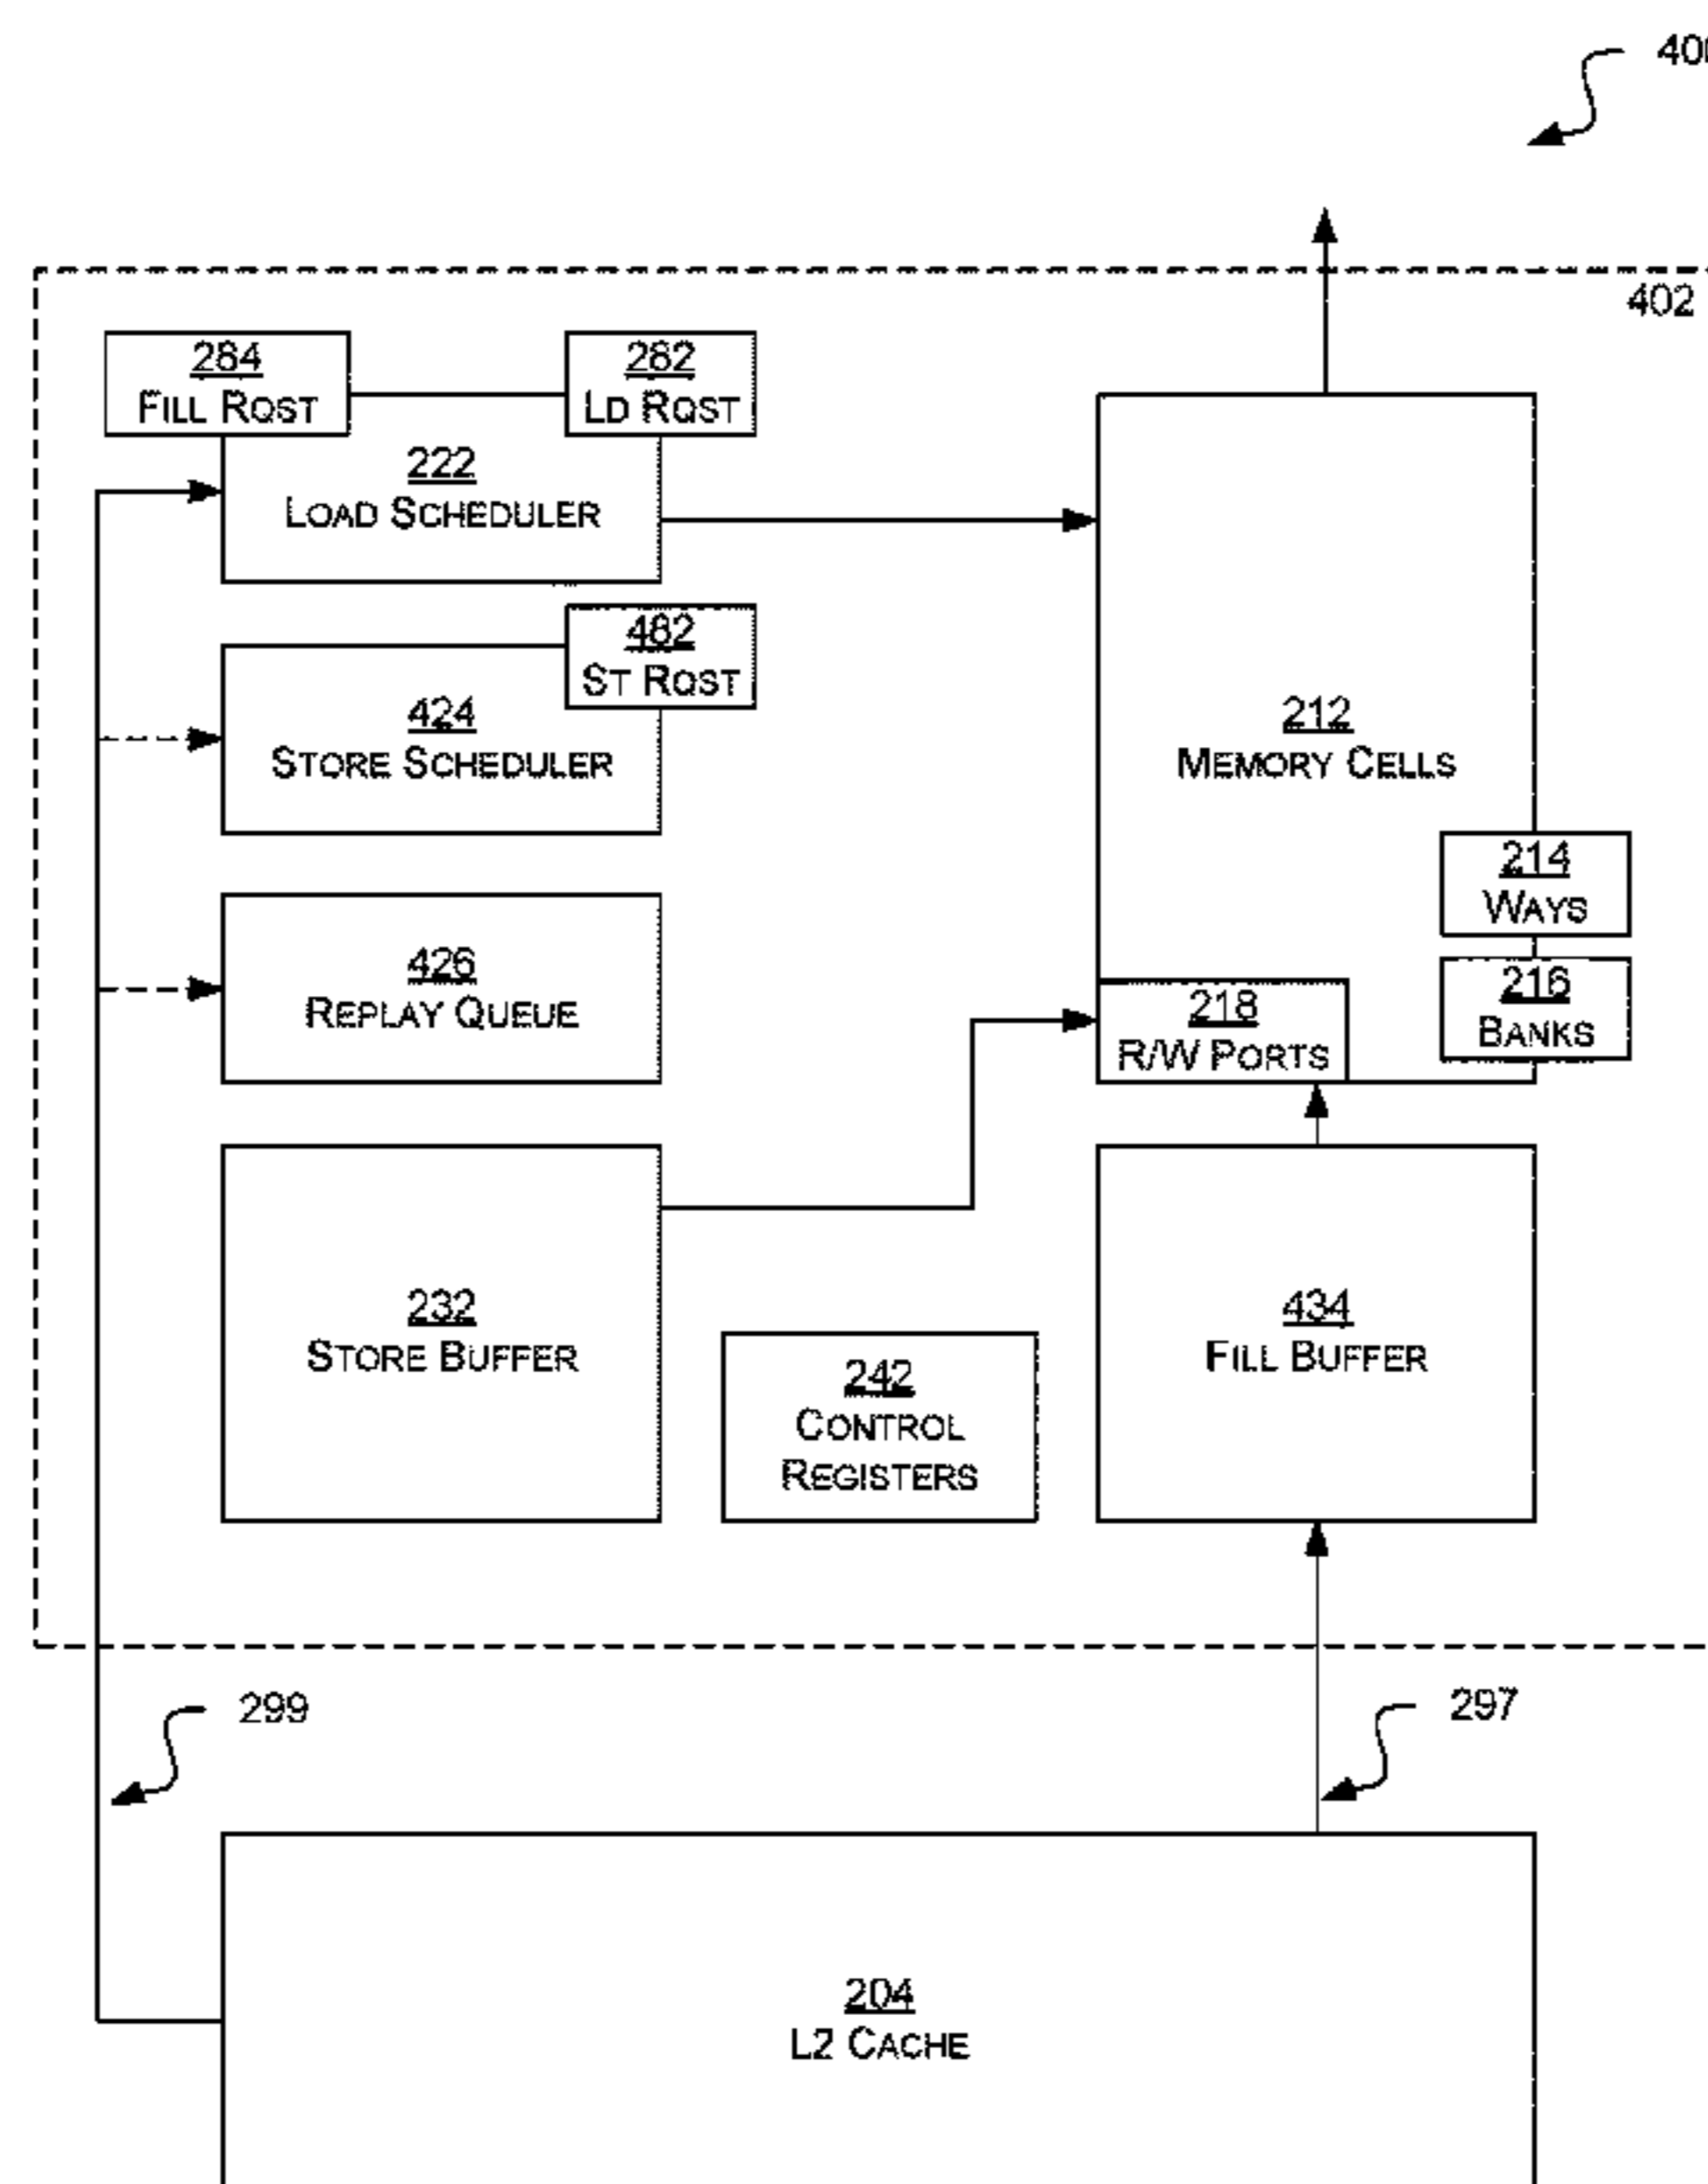 400
402
284
FILL RQST
282
LD RQST
222
LOAD SCHEDULER
482
ST RQST
424
STORE SCHEDULER
212
MEMORY CELLS
214
WAYS
426
REPLAY QUEUE
216
BANKS
218
R/W PORTS
232
STORE BUFFER
434
FILL BUFFER
242
CONTROL
REGISTERS
299
297
204
L2 CACHE